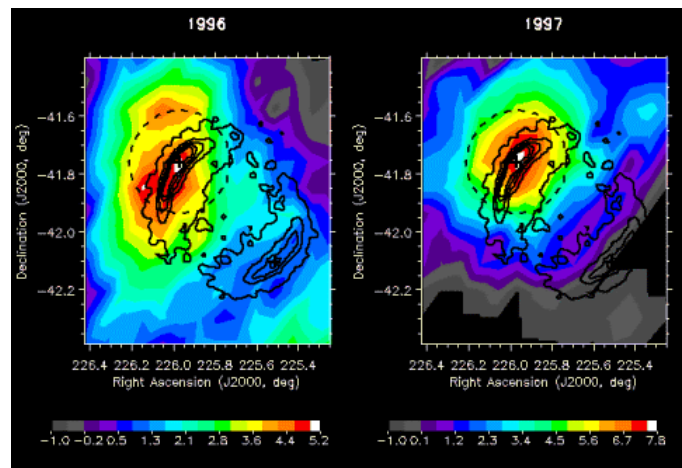 1996
1997
Declination (J2000, deg)
−41.6
−41.8
−42.0
−42.2
226.4 226.2 226.0 225.8 225.6 225.4
Right Ascension (J2000, deg)
−1.0 −0.2 0.5 1.3 2.1 2.8 3.6 4.4 5.2
Declination (J2000, deg)
−41.6
−41.8
−42.0
−42.2
226.4 226.2 226.0 225.8 225.6 225.4
Right Ascension (J2000, deg)
−1.0 0.1 1.2 2.3 3.4 4.5 5.6 6.7 7.8